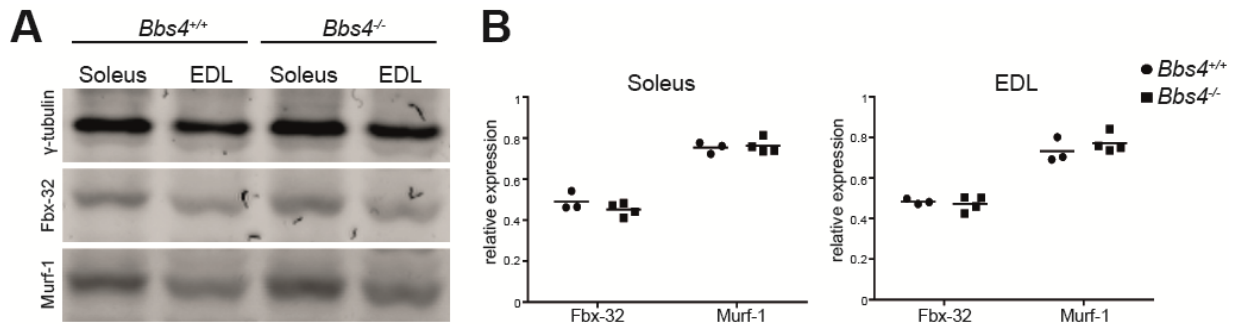 A
Bbs4+/+ Bbs4-/-
Soleus EDL Soleus EDL
γ-tubulin
Fbx-32
Murf-1
B
Bbs4+/+
Bbs4-/-
Soleus
relative expression
1
0.8
0.6
0.4
0.2
0
Fbx-32 Murf-1
EDL
relative expression
1
0.8
0.6
0.4
0.2
0
Fbx-32 Murf-1